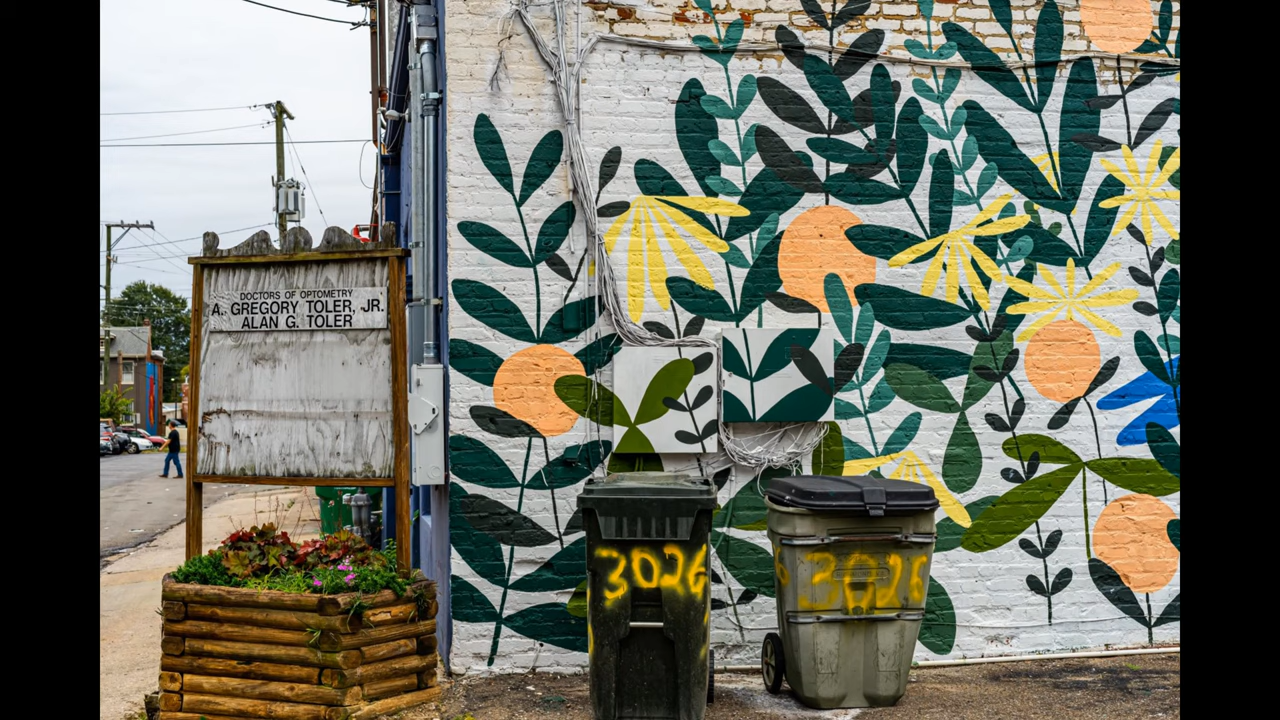 DOCTORS OF OPTOMETRY
A. GREGORY TOLER, JR.
ALAN G. TOLER
3026
3026